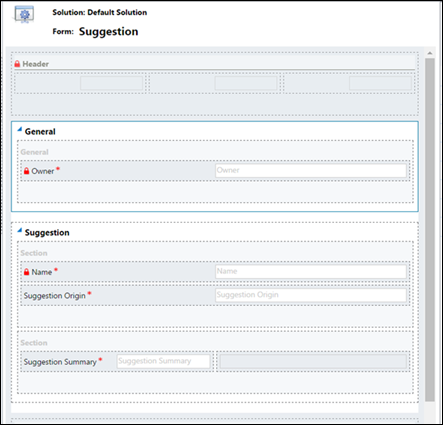 Solution: Default Solution
Form: Suggestion
Header
General
General
Owner * Owner
Suggestion
Section
Name * Name
Suggestion Origin * Suggestion Origin
Section
Suggestion Summary * Suggestion Summary